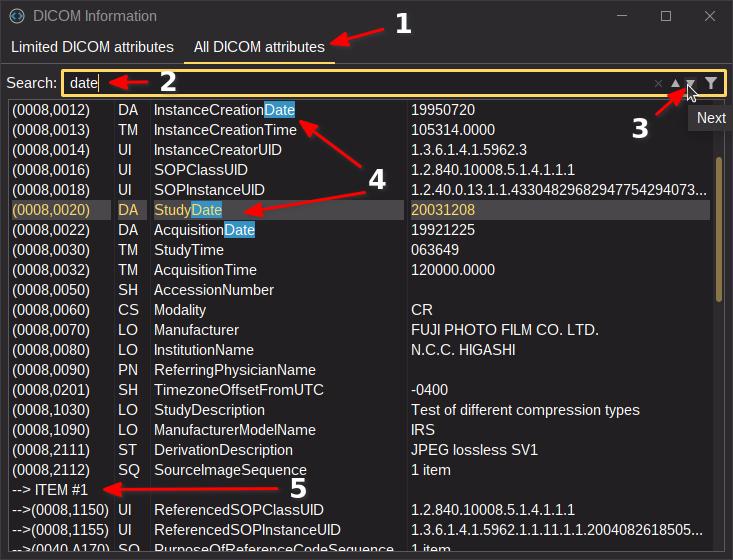 DICOM Information
1
Limited DICOM attributes All DICOM attributes
Search: date 2
3 Next
4
(0008,0012) DA InstanceCreationDate 19950720
(0008,0013) TM InstanceCreationTime 105314.0000
(0008,0014) UI InstanceCreatorUID 1.3.6.1.4.1.5962.3
(0008,0016) UI SOPClassUID 1.2.840.10008.5.1.4.1.1.1
(0008,0018) UI SOPInstanceUID 1.2.40.0.13.1.1.43304829682947754294073...
(0008,0020) DA StudyDate 20031208
(0008,0022) DA AcquisitionDate 19921225
(0008,0030) TM StudyTime 063649
(0008,0032) TM AcquisitionTime 120000.0000
(0008,0050) SH AccessionNumber
(0008,0060) CS Modality CR
(0008,0070) LO Manufacturer FUJI PHOTO FILM CO. LTD.
(0008,0080) LO InstitutionName N.C.C. HIGASHI
(0008,0090) PN ReferringPhysicianName
(0008,0201) SH TimezoneOffsetFromUTC -0400
(0008,1030) LO StudyDescription Test of different compression types
(0008,1090) LO ManufacturerModelName IRS
(0008,2111) ST DerivationDescription JPEG lossless SV1
(0008,2112) SQ SourceImageSequence 1 item
--> ITEM #1 5
-->(0008,1150) UI ReferencedSOPClassUID 1.2.840.10008.5.1.4.1.1.1
-->(0008,1155) UI ReferencedSOPInstanceUID 1.3.6.1.4.1.5962.1.1.11.1.1.2004082618505...
-->(0040,A170) SQ PurposeOfReferenceCodeSequence 1 item